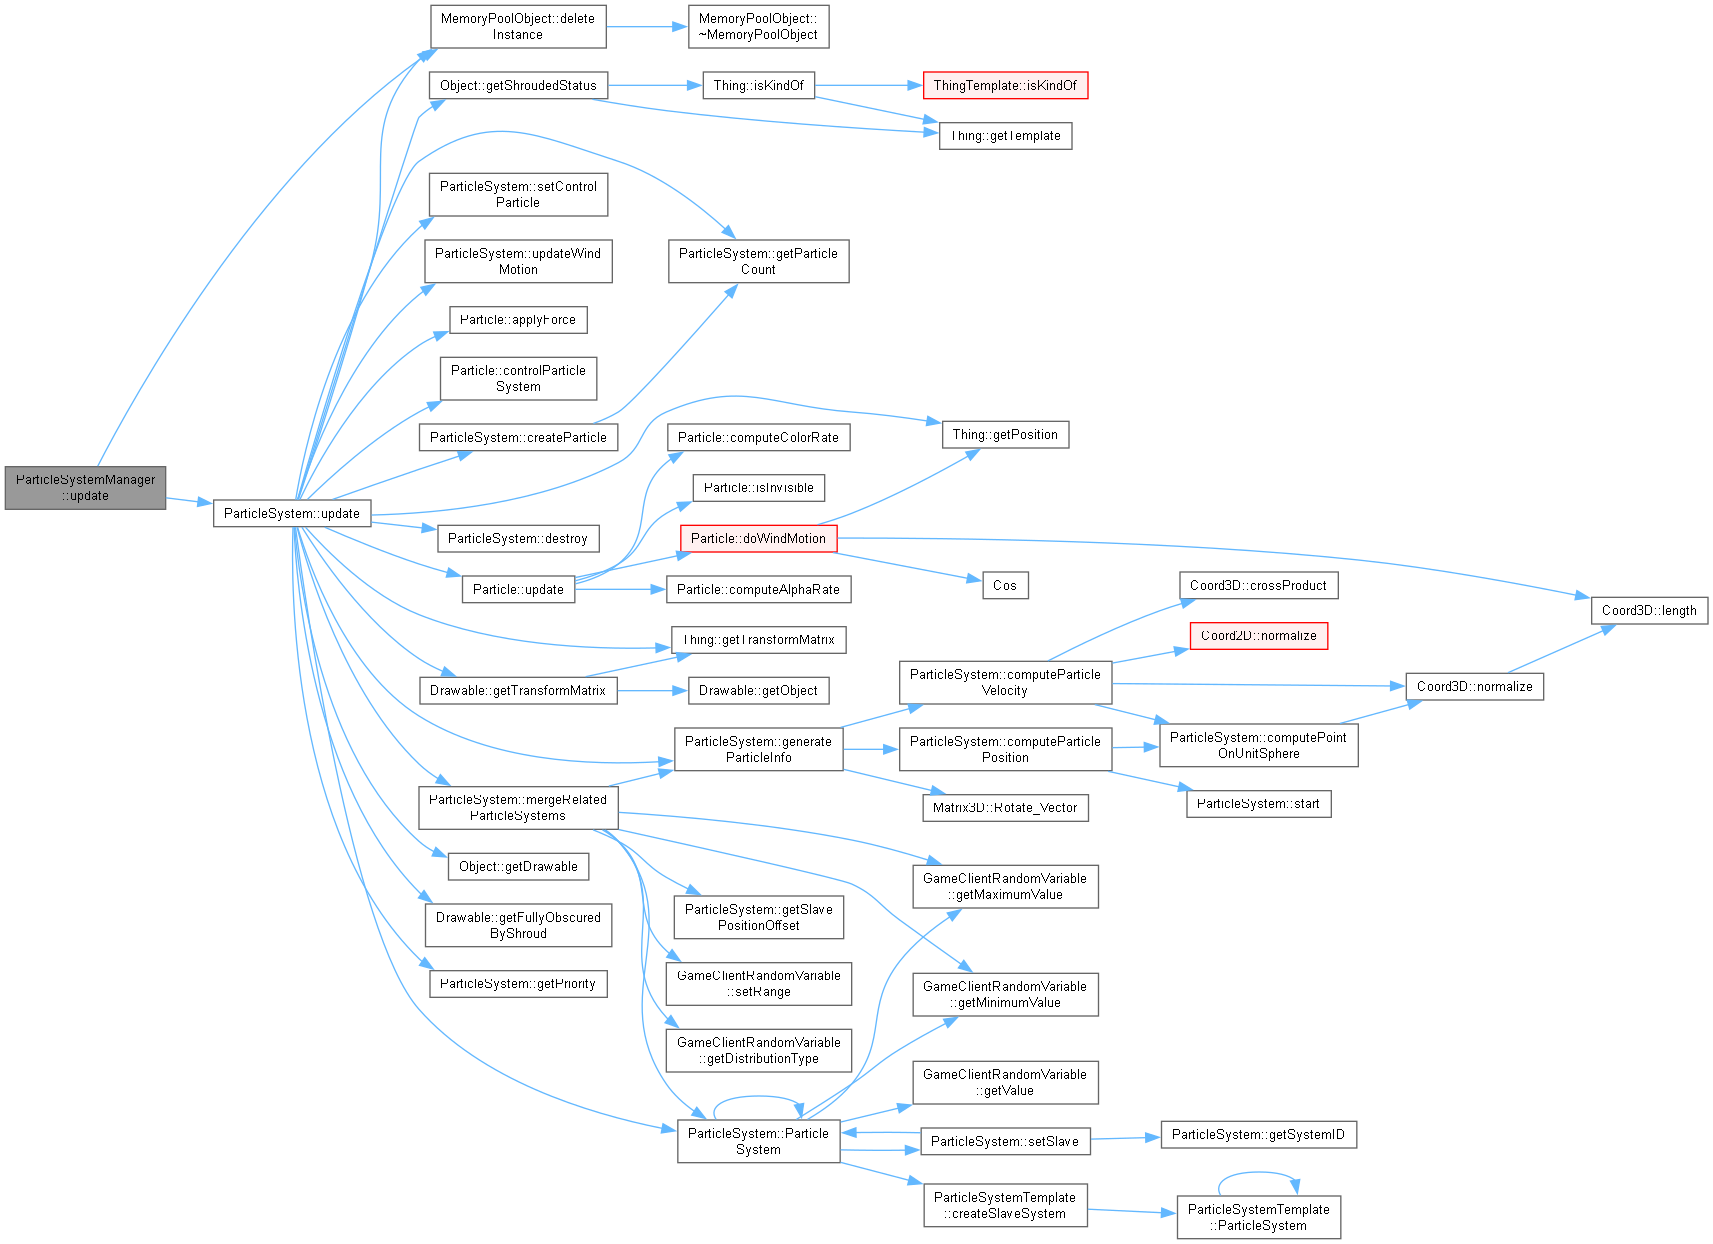 MemoryPoolObject::delete
Instance
MemoryPoolObject::
~MemoryPoolObject
Object::getShroudedStatus
Thing::isKindOf
ThingTemplate::isKindOf
Thing::getTemplate
ParticleSystem::setControl
Particle
ParticleSystem::updateWind
Motion
ParticleSystem::getParticle
Count
Particle::applyForce
Particle::controlParticle
System
ParticleSystem::createParticle
Particle::computeColorRate
Thing::getPosition
ParticleSystemManager
::update
Particle::isInvisible
ParticleSystem::update
ParticleSystem::destroy
Particle::doWindMotion
Particle::update
Particle::computeAlphaRate
Cos
Coord3D::crossProduct
Coord3D::length
Thing::getTransformMatrix
Coord2D::normalize
Drawable::getTransformMatrix
Drawable::getObject
ParticleSystem::computeParticle
Velocity
Coord3D::normalize
ParticleSystem::generate
ParticleInfo
ParticleSystem::computeParticle
Position
ParticleSystem::computePoint
OnUnitSphere
ParticleSystem::mergeRelated
ParticleSystems
Matrix3D::Rotate_Vector
ParticleSystem::start
Object::getDrawable
GameClientRandomVariable
::getMaximumValue
Drawable::getFullyObscured
ByShroud
ParticleSystem::getSlave
PositionOffset
ParticleSystem::getPriority
GameClientRandomVariable
::setRange
GameClientRandomVariable
::getMinimumValue
GameClientRandomVariable
::getDistributionType
GameClientRandomVariable
::getValue
ParticleSystem::Particle
System
ParticleSystem::setSlave
ParticleSystem::getSystemID
ParticleSystemTemplate
::createSlaveSystem
ParticleSystemTemplate
::ParticleSystem